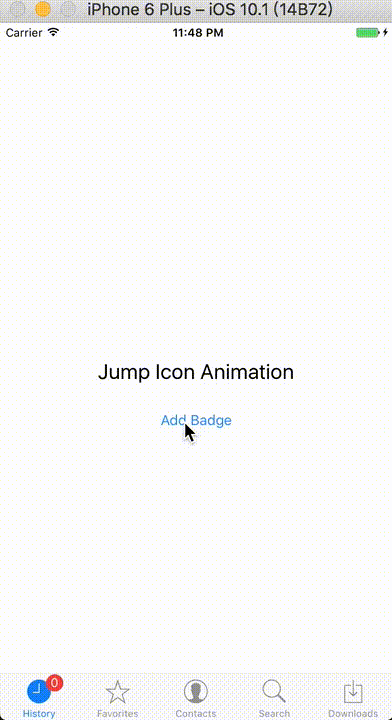 iPhone 6 Plus – iOS 10.1 (14B72)
Carrier 11:48 PM
Jump Icon Animation
Add Badge
0
History Favorites Contacts Search Downloads